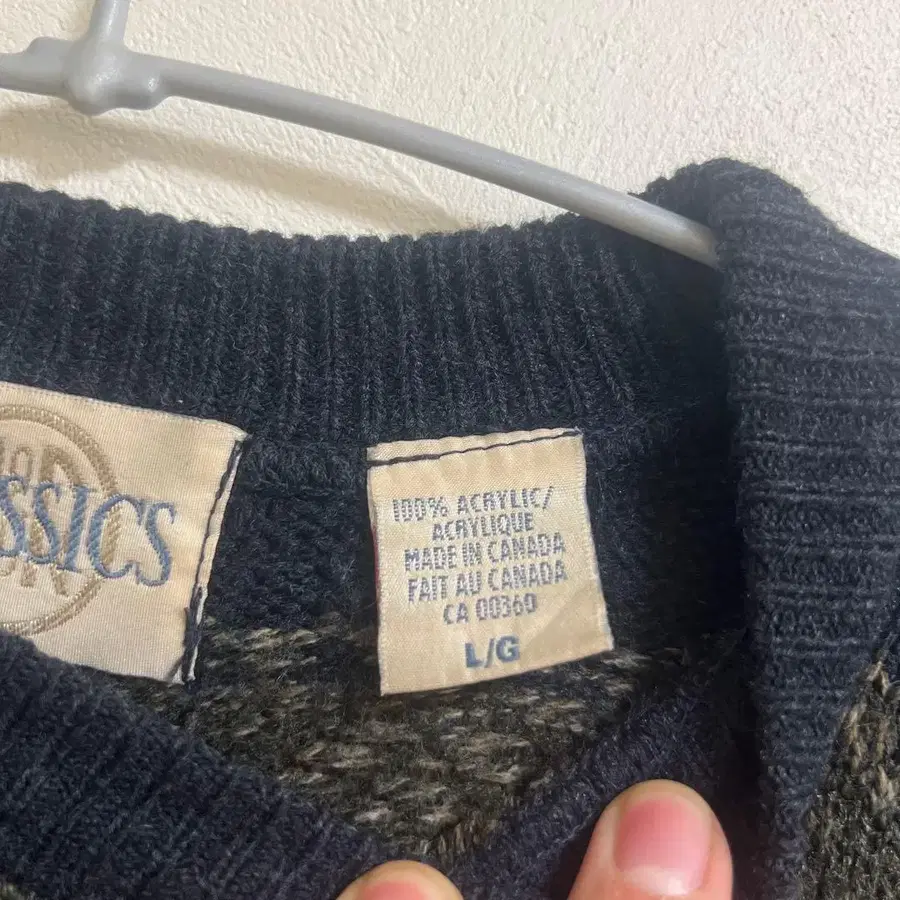 SSICS
100% ACRYLIC/
ACRYLIQUE
MADE IN CANADA
FAIT AU CANADA
CA 00360
L/G